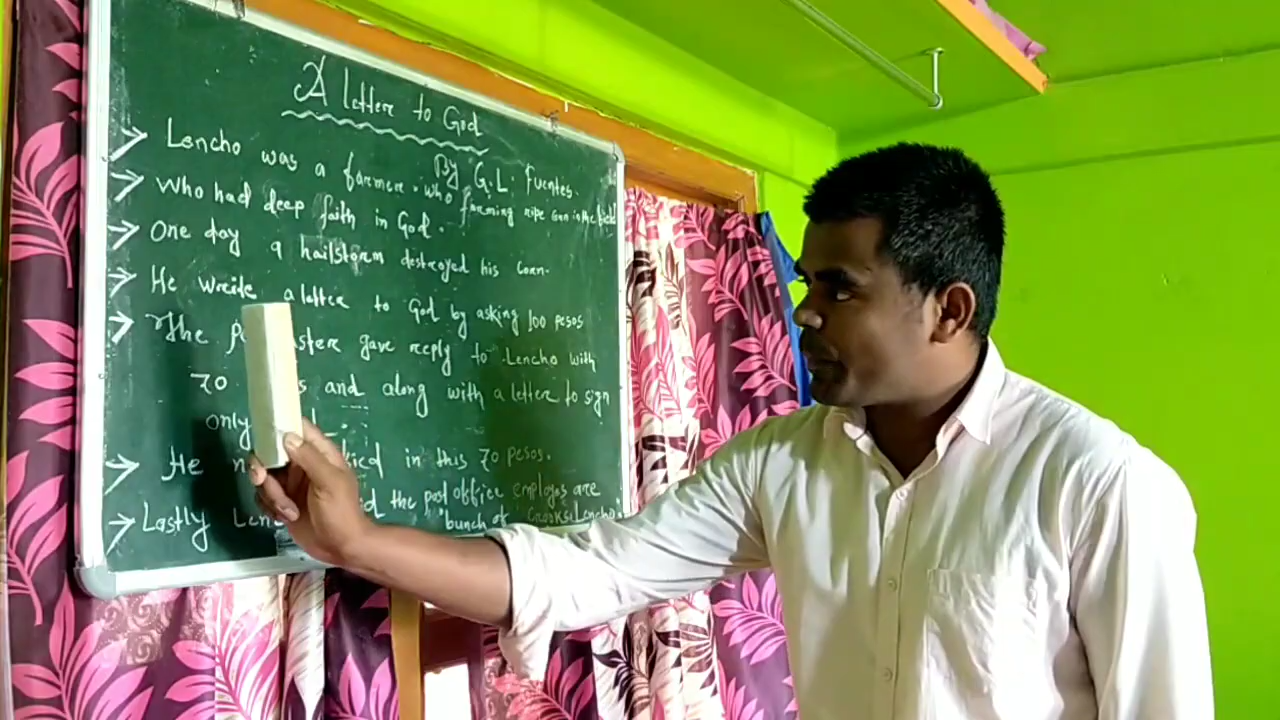 A letter to God
By G.L. Fuentes.
Lencho was a farmer. who farming ripe corn in the field
Who had deep faith in God.
One day a hailstorm destroyed his corn.
He write a letter to God by asking 100 pesos
The gave reply to Lencho with
70 and along with a letter to sign
only
He in this 70 pesos.
Lastly the post office employes are
"bunch of Crooks" Lencho.